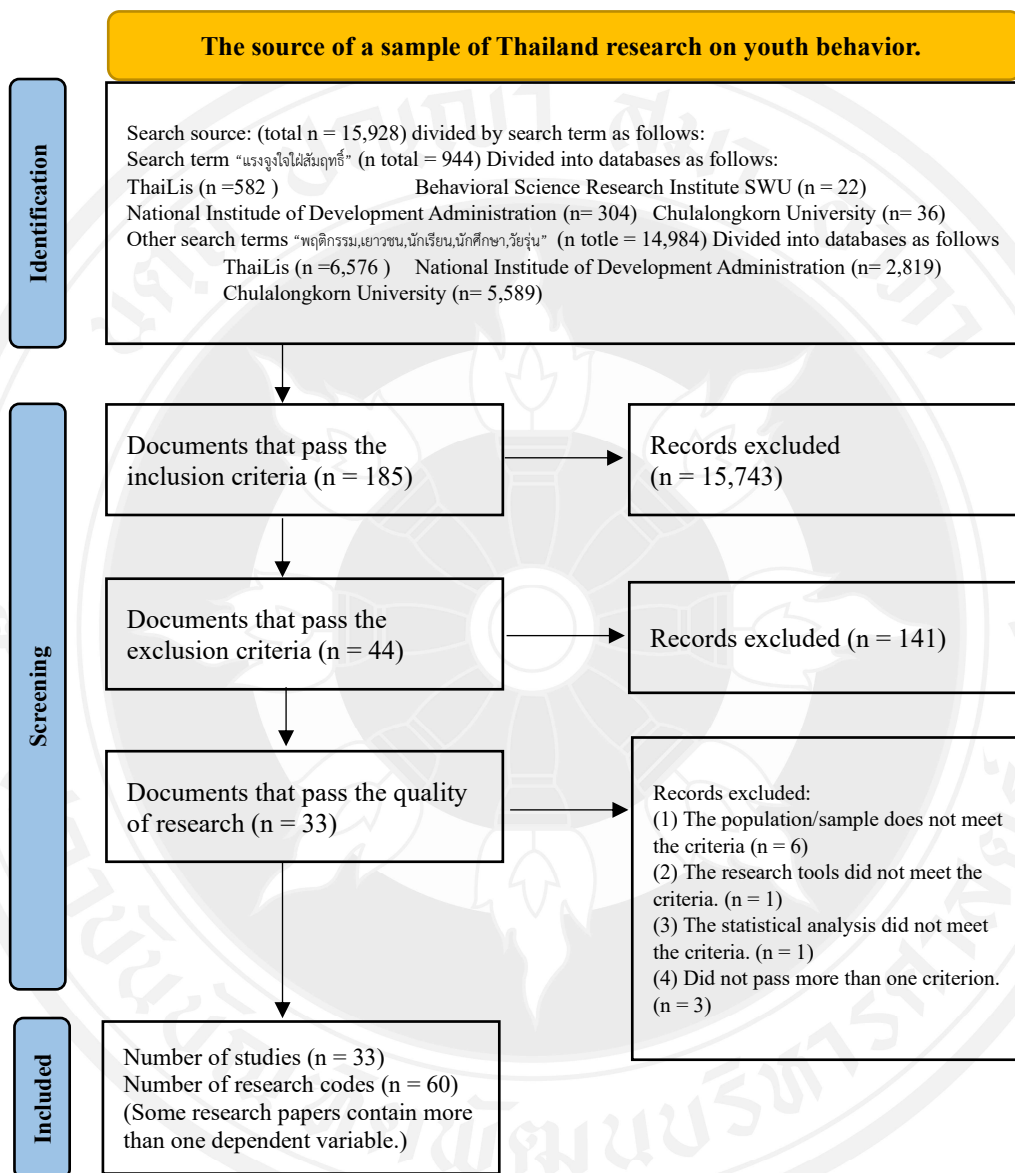 The source of a sample of Thailand research on youth behavior.
Identification
Search source: (total n = 15,928) divided by search term as follows:
Search term “แรงจูงใจใฝ่สัมฤทธิ์” (n total = 944) Divided into databases as follows:
ThaiLis (n =582 ) Behavioral Science Research Institute SWU (n = 22)
National Institute of Development Administration (n= 304) Chulalongkorn University (n= 36)
Other search terms “พฤติกรรม,เยาวชน,นักเรียน,นักศึกษา,วัยรุ่น” (n totle = 14,984) Divided into databases as follows
ThaiLis (n =6,576 ) National Institute of Development Administration (n= 2,819)
Chulalongkorn University (n= 5,589)
Screening
Documents that pass the
inclusion criteria (n = 185)
Records excluded
(n = 15,743)
Documents that pass the
exclusion criteria (n = 44)
Records excluded (n = 141)
Documents that pass the quality
of research (n = 33)
Records excluded:
(1) The population/sample does not meet
the criteria (n = 6)
(2) The research tools did not meet the
criteria. (n = 1)
(3) The statistical analysis did not meet
the criteria. (n = 1)
(4) Did not pass more than one criterion.
(n = 3)
Included
Number of studies (n = 33)
Number of research codes (n = 60)
(Some research papers contain more
than one dependent variable.)